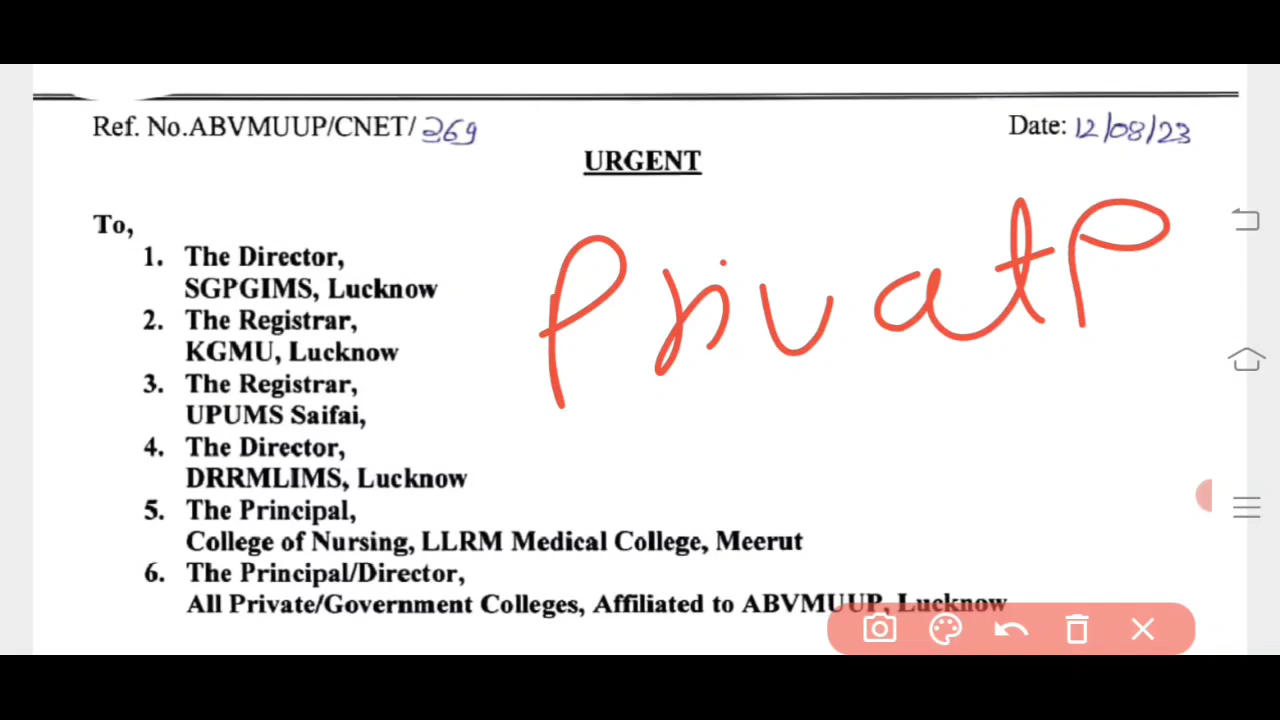 Ref. No.ABVMUUP/CNET/269 Date: 12/08/23
URGENT
To,
1. The Director,
SGPGIMS, Lucknow
2. The Registrar,
KGMU, Lucknow
3. The Registrar,
UPUMS Saifai,
4. The Director,
DRRMLIMS, Lucknow
5. The Principal,
College of Nursing, LLRM Medical College, Meerut
6. The Principal/Director,
All Private/Government Colleges, Affiliated to ABVMUUP, Lucknow
PrivatP